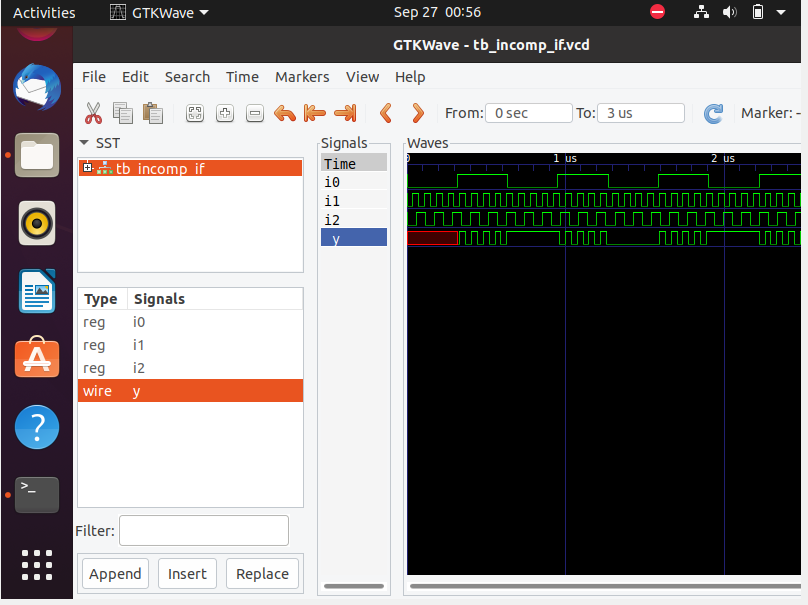 Activities GTKWave Sep 27 00:56
GTKWave - tb_incomp_if.vcd
File Edit Search Time Markers View Help
From: 0 sec To: 3 us Marker: -
SST
Signals
Waves
tb_incomp_if
Time
0 1 us 2 us
i0
i1
i2
y
Type Signals
reg i0
reg i1
reg i2
wire y
Filter:
Append Insert Replace
>_
?